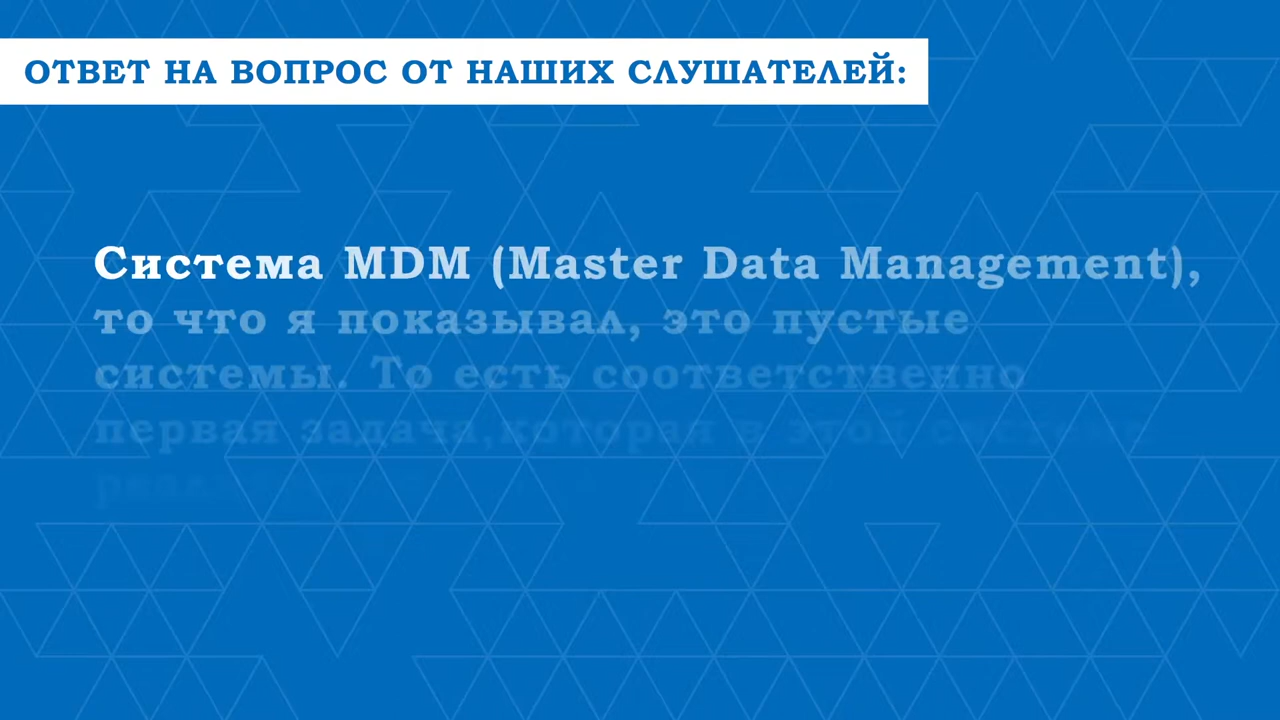 ОТВЕТ НА ВОПРОС ОТ НАШИХ СЛУШАТЕЛЕЙ:
Система MDM (Master Data Management),
то что я показывал, это пустые
системы. То есть соответственно
первая задача,которая в этой системе